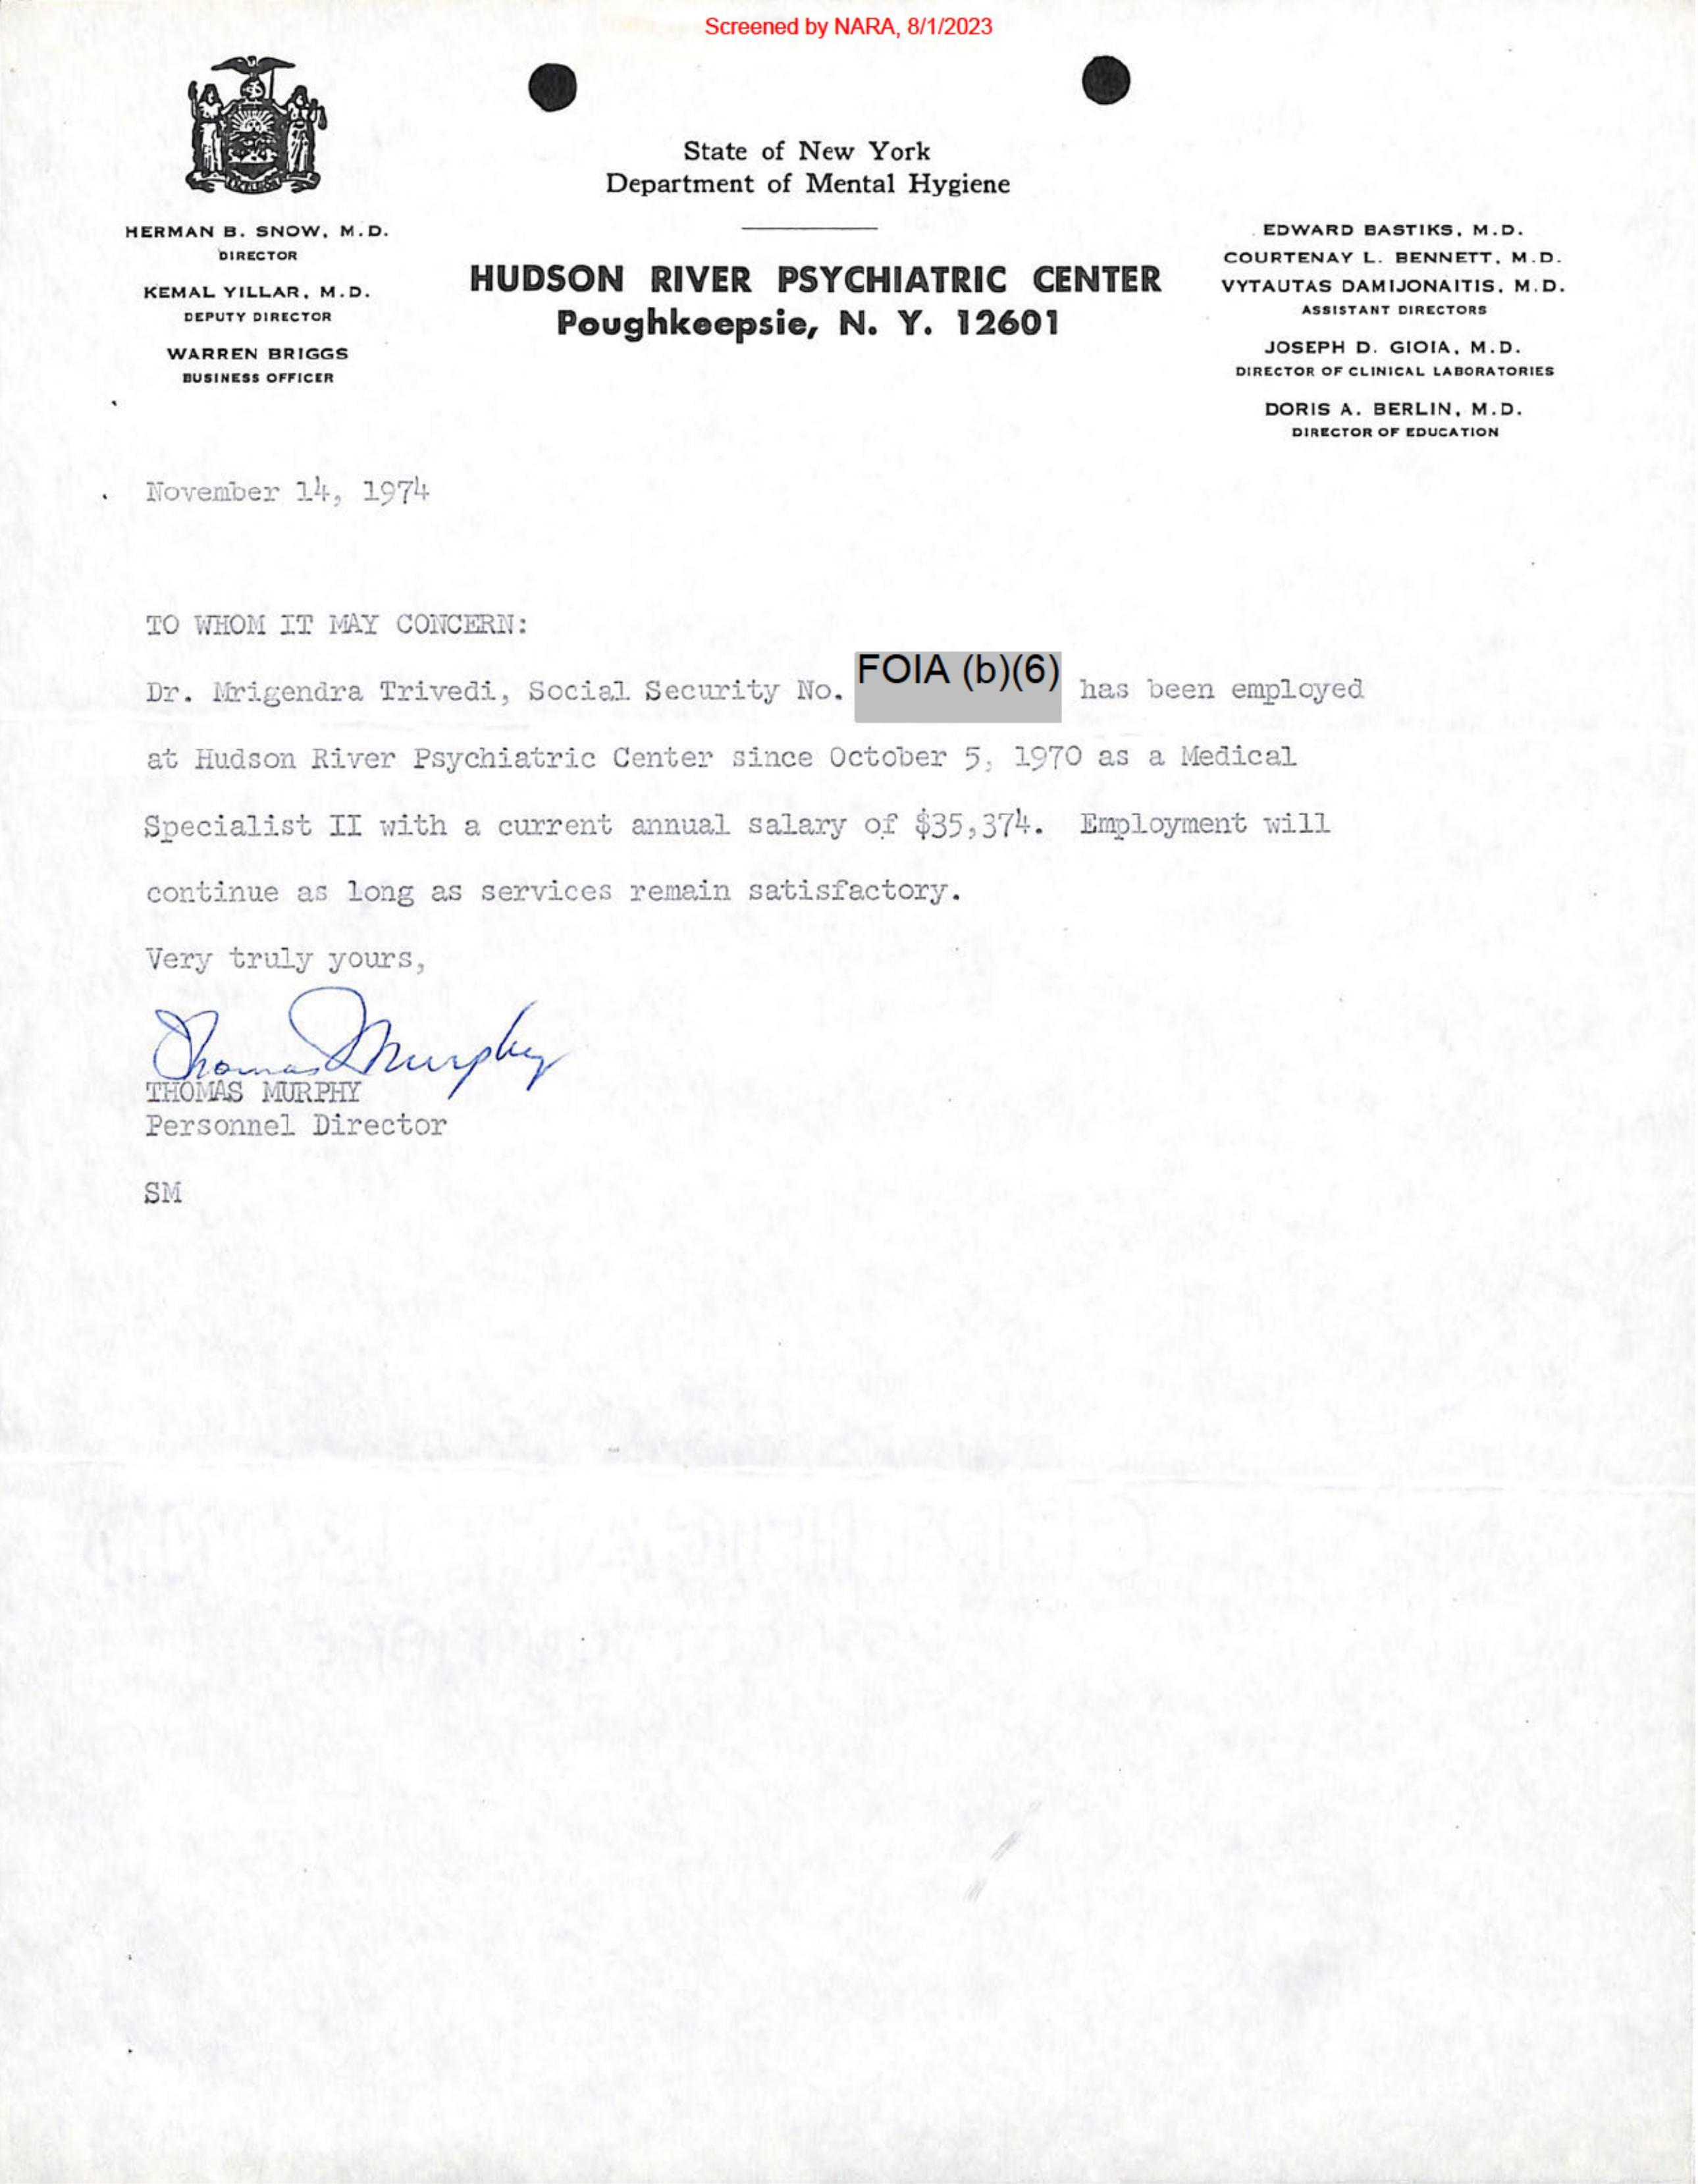 Screened by NARA, 8/1/2023
State of New York
Department of Mental Hygiene
HUDSON RIVER PSYCHIATRIC CENTER
Poughkeepsie, N. Y. 12601
EXCELSIOR
HERMAN B. SNOW, M.D.
DIRECTOR
KEMAL YILLAR, M.D.
DEPUTY DIRECTOR
WARREN BRIGGS
BUSINESS OFFICER
EDWARD BASTIKS, M.D.
COURTENAY L. BENNETT, M.D.
VYTAUTAS DAMIJONAITIS, M.D.
ASSISTANT DIRECTORS
JOSEPH D. GIOIA, M.D.
DIRECTOR OF CLINICAL LABORATORIES
DORIS A. BERLIN, M.D.
DIRECTOR OF EDUCATION
November 14, 1974
TO WHOM IT MAY CONCERN:
Dr. Mrigendra Trivedi, Social Security No. FOIA (b)(6) has been employed
at Hudson River Psychiatric Center since October 5, 1970 as a Medical
Specialist II with a current annual salary of $35,374. Employment will
continue as long as services remain satisfactory.
Very truly yours,
Thomas Murphy
THOMAS MURPHY
Personnel Director
SM